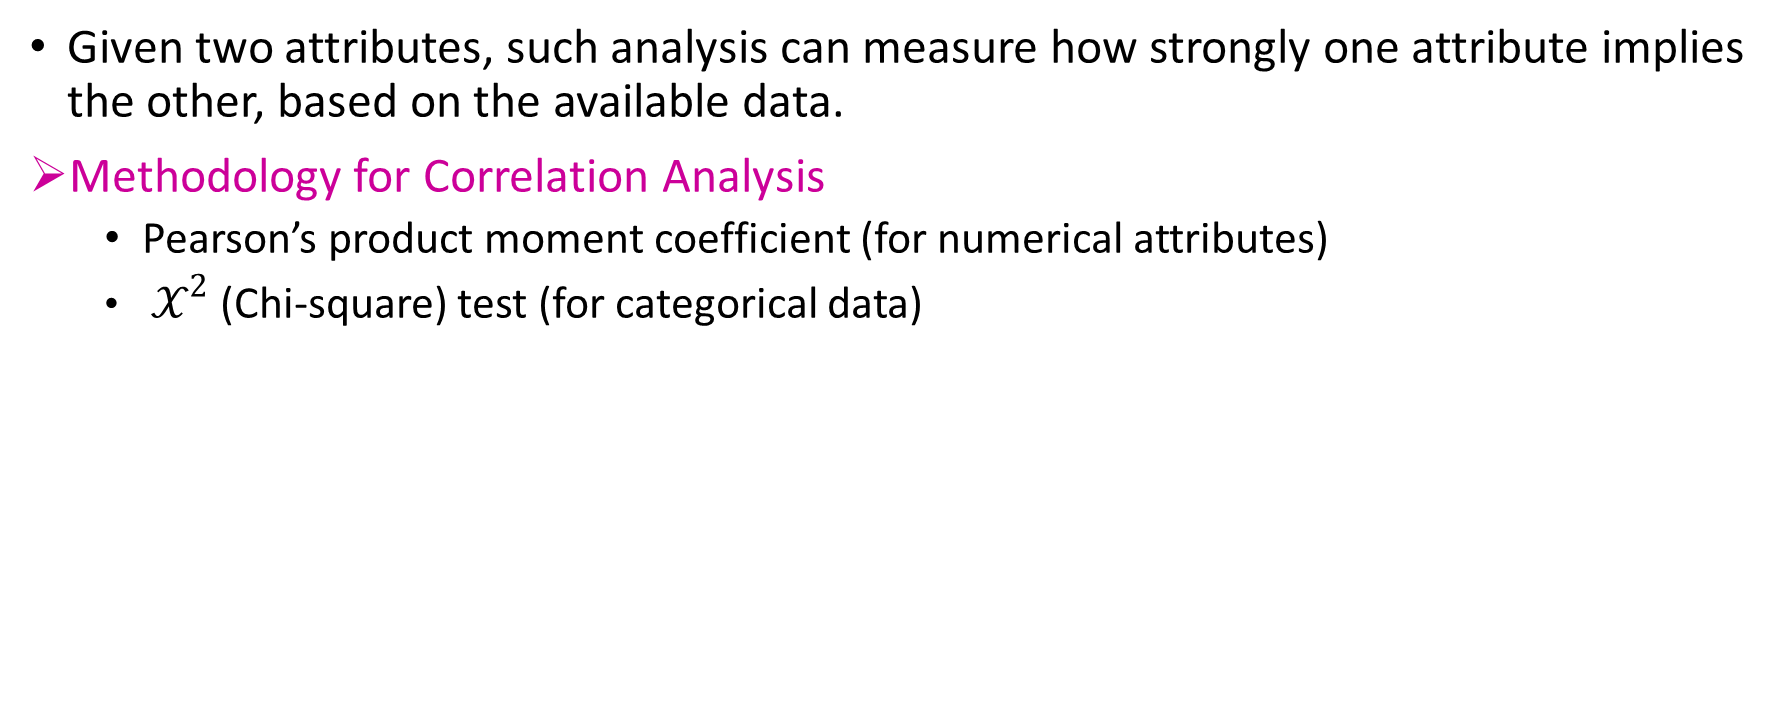 • Given two attributes, such analysis can measure how strongly one attribute implies
the other, based on the available data.
➢Methodology for Correlation Analysis
• Pearson’s product moment coefficient (for numerical attributes)
• 𝒳² (Chi-square) test (for categorical data)